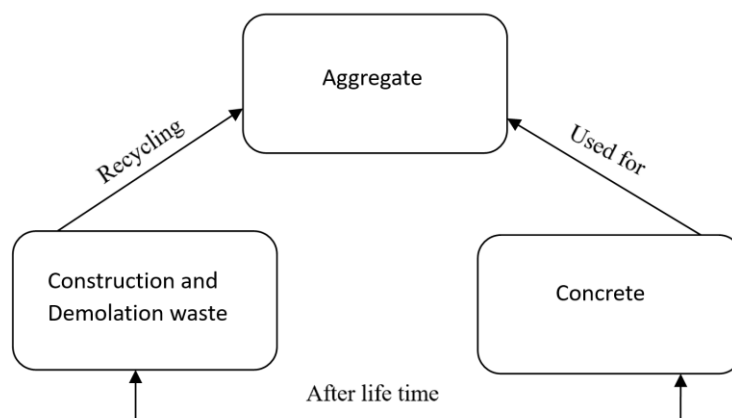 Aggregate
Recycling
Used for
Construction and
Demolation waste
Concrete
After life time